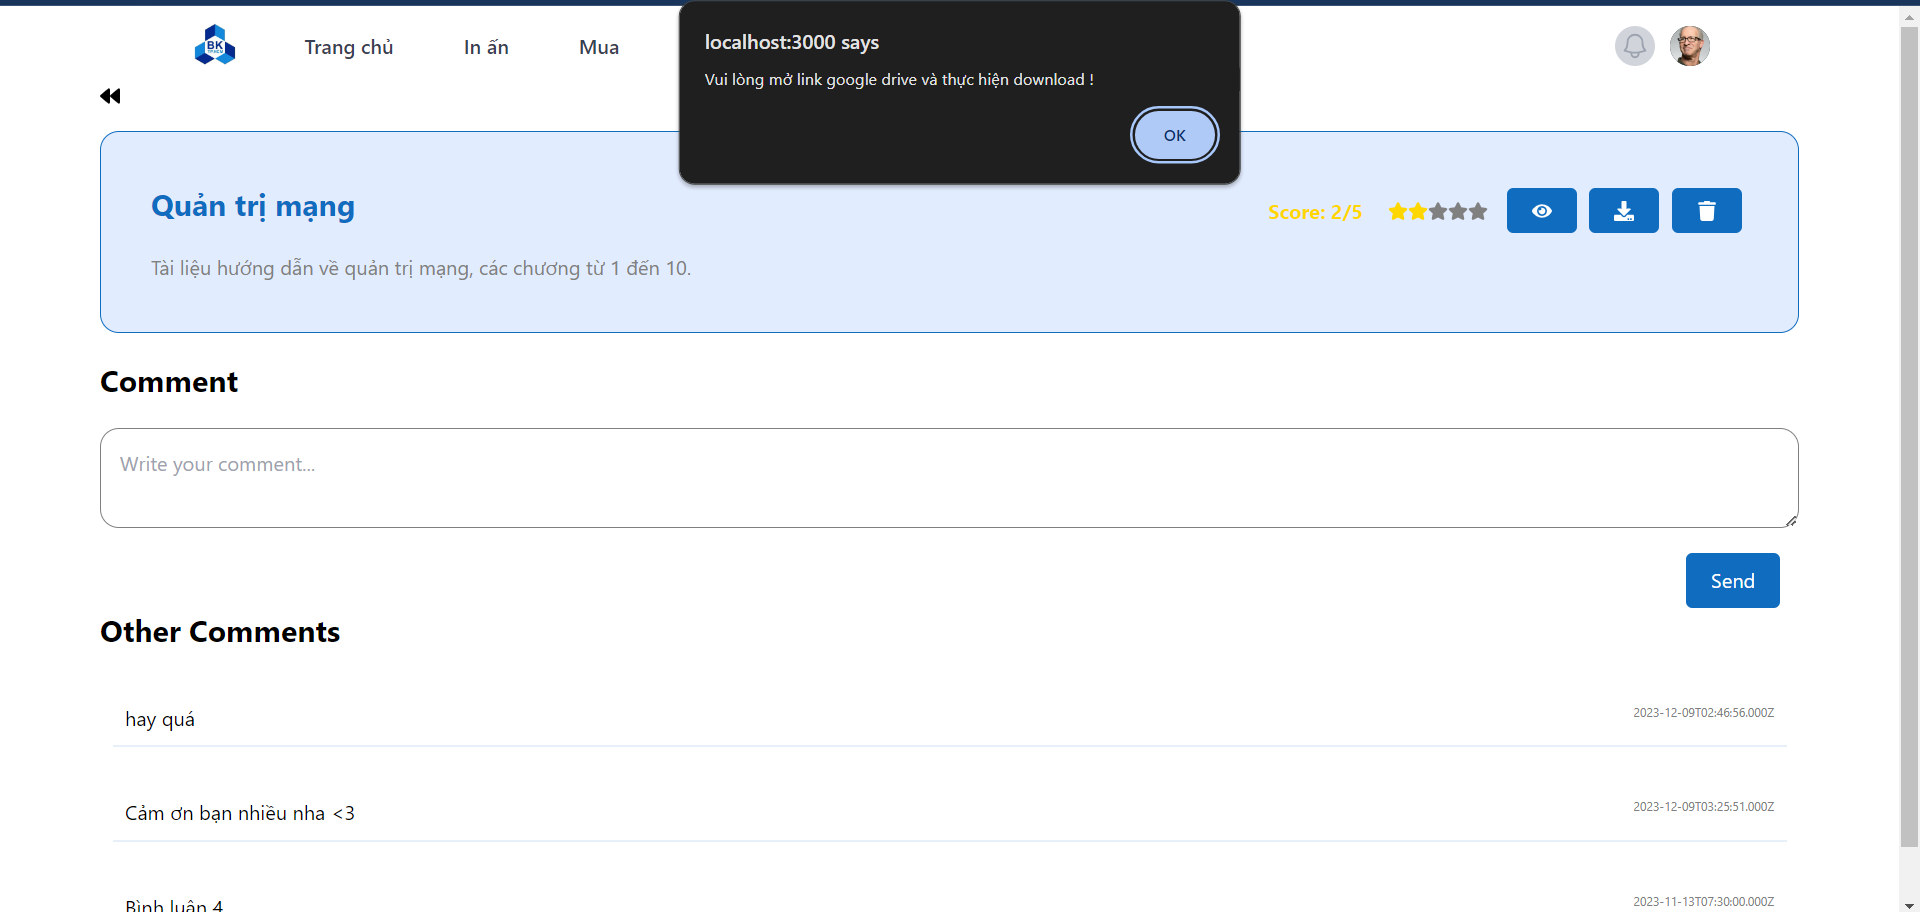 localhost:3000 says
Vui lòng mở link google drive và thực hiện download !
OK
BK
TP.HCM
Trang chủ
In ấn
Mua
Quản trị mạng
Score: 2/5
Tài liệu hướng dẫn về quản trị mạng, các chương từ 1 đến 10.
Comment
Write your comment...
Send
Other Comments
hay quá
2023-12-09T02:46:56.000Z
Cảm ơn bạn nhiều nha <3
2023-12-09T03:25:51.000Z
Bình luận 4
2023-11-13T07:30:00.000Z